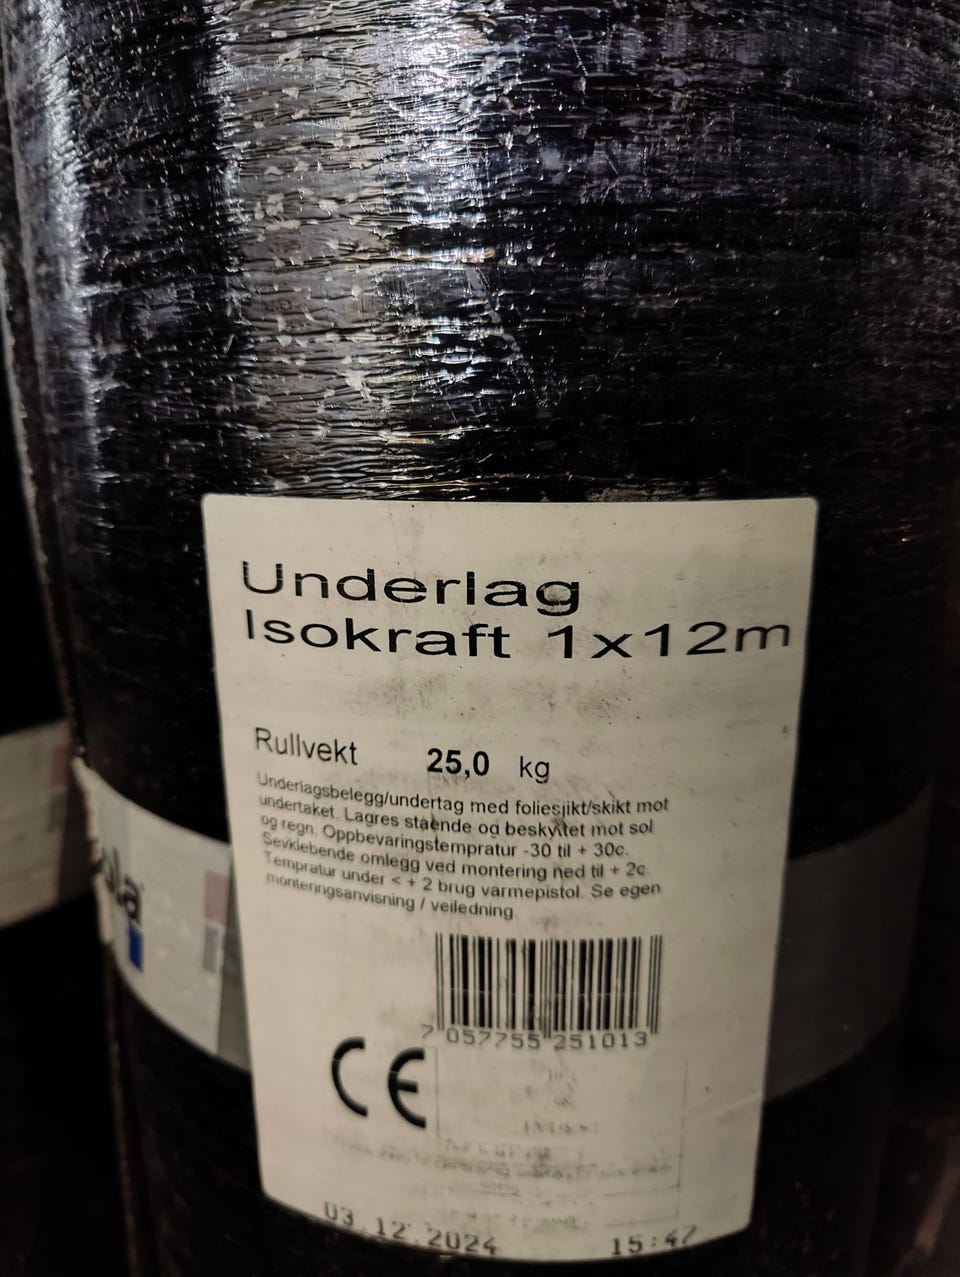 Underlag
Isokraft 1x12m
Rullvekt 25,0 kg
Underlagsbelegg/undertag med foliesjikt/skikt mot
undertaket. Lagres stående og beskyttet mot sol
og regn. Oppbevaringstempratur -30 til + 30c.
Sevklebende omlegg ved montering ned til + 2c
Tempratur under < + 2 brug varmepistol. Se egen
monteringsanvisning / veiledning.
7 057755 251013
CE
03.12.2024 15:47